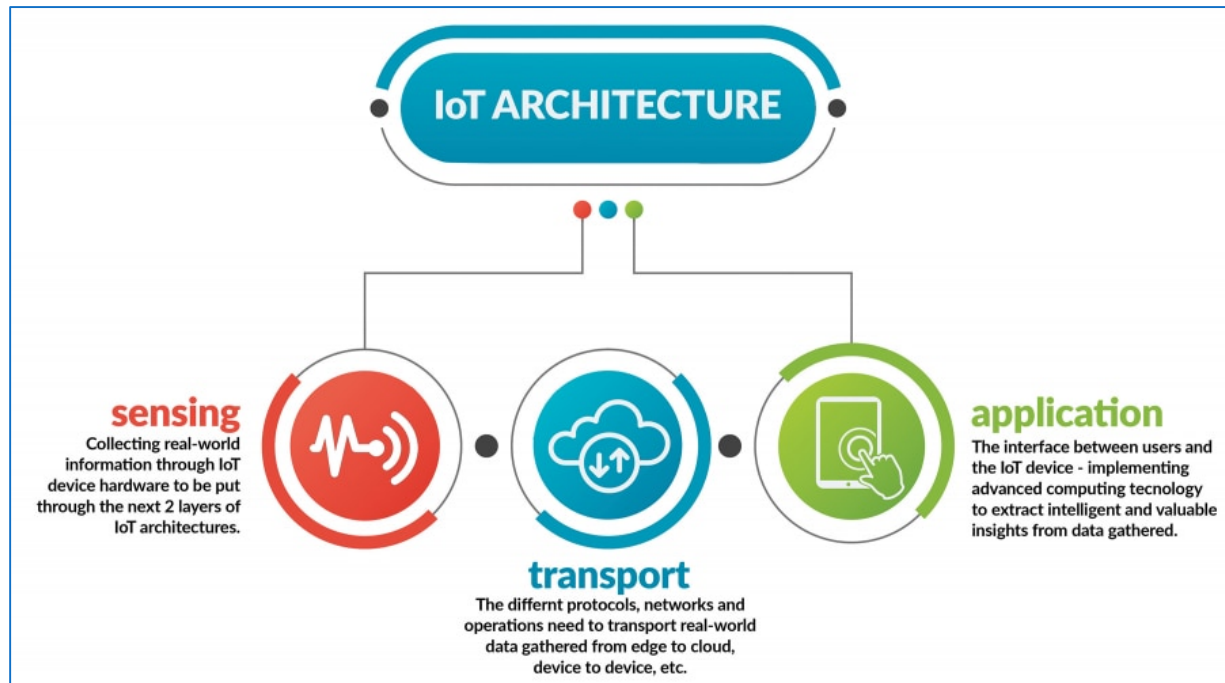 IoT ARCHITECTURE
sensing
Collecting real-world
information through IoT
device hardware to be put
through the next 2 layers of
IoT architectures.
transport
The differnt protocols, networks and
operations need to transport real-world
data gathered from edge to cloud,
device to device, etc.
application
The interface between users and
the IoT device - implementing
advanced computing tecnology
to extract intelligent and valuable
insights from data gathered.